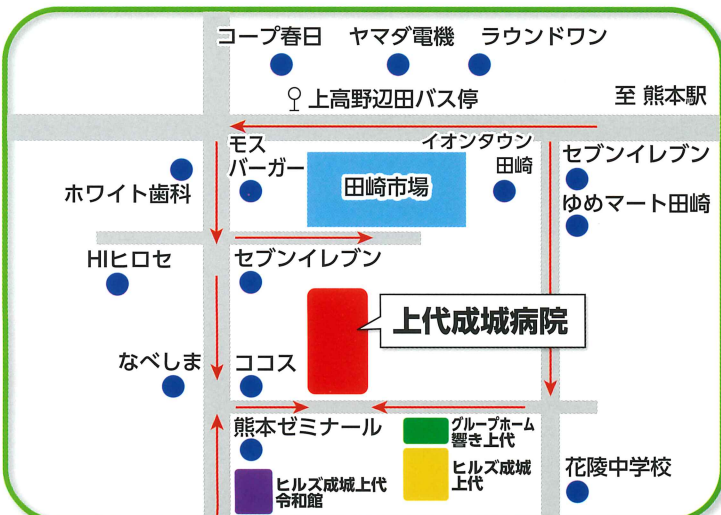 コープ春日
ヤマダ電機
ラウンドワン
上高野辺田バス停
至 熊本駅
モス
バーガー
イオンタウン
田崎
セブンイレブン
ホワイト歯科
田崎市場
ゆめマート田崎
HIヒロセ
セブンイレブン
上代成城病院
なべしま
ココス
熊本ゼミナール
グループホーム
響き上代
ヒルズ成城
上代
花陵中学校
ヒルズ成城上代
令和館